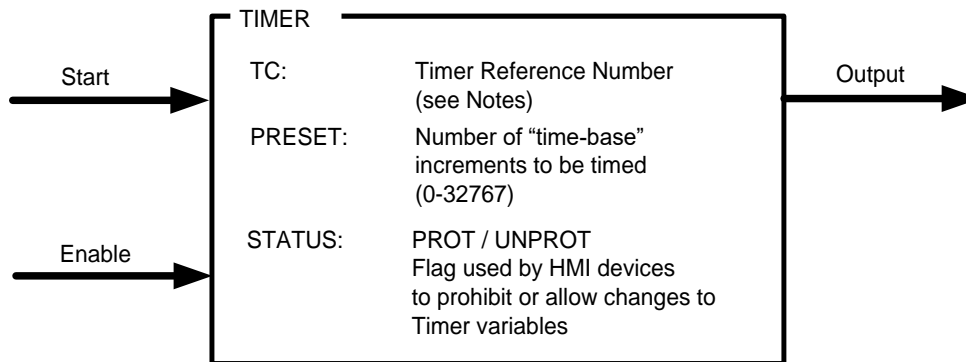 TIMER
Start
TC: Timer Reference Number
(see Notes)
Output
PRESET: Number of “time-base”
increments to be timed
(0-32767)
Enable
STATUS: PROT / UNPROT
Flag used by HMI devices
to prohibit or allow changes to
Timer variables